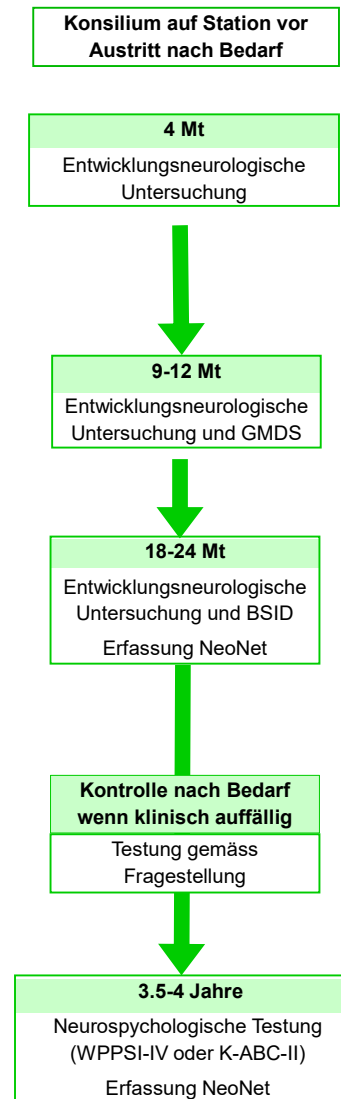 Konsilium auf Station vor
Austritt nach Bedarf
4 Mt
Entwicklungsneurologische
Untersuchung
9-12 Mt
Entwicklungsneurologische
Untersuchung und GMDS
18-24 Mt
Entwicklungsneurologische
Untersuchung und BSID
Erfassung NeoNet
Kontrolle nach Bedarf
wenn klinisch auffällig
Testung gemäss
Fragestellung
3.5-4 Jahre
Neurospychologische Testung
(WPPSI-IV oder K-ABC-II)
Erfassung NeoNet